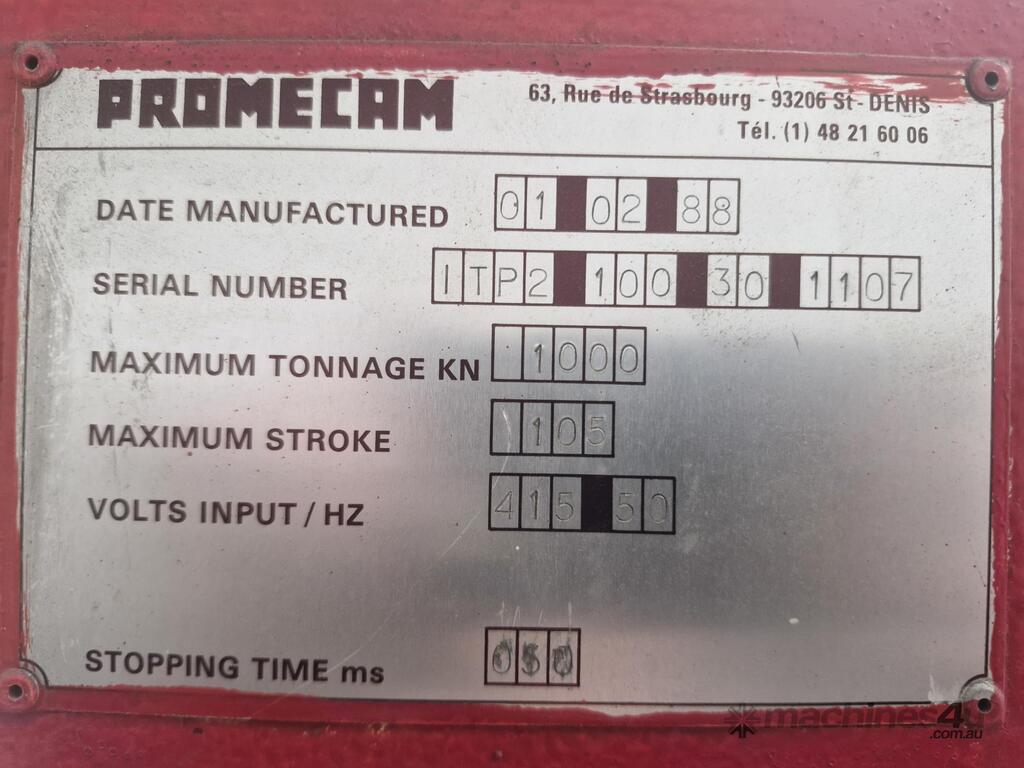 PROMECAM
63, Rue de Strasbourg - 93206 St - DENIS
Tél. (1) 48 21 60 06
DATE MANUFACTURED 01 02 88
SERIAL NUMBER ITP2 100 30 1107
MAXIMUM TONNAGE KN 1000
MAXIMUM STROKE 105
VOLTS INPUT / HZ 415 50
STOPPING TIME ms 050
machines4u
.com.au